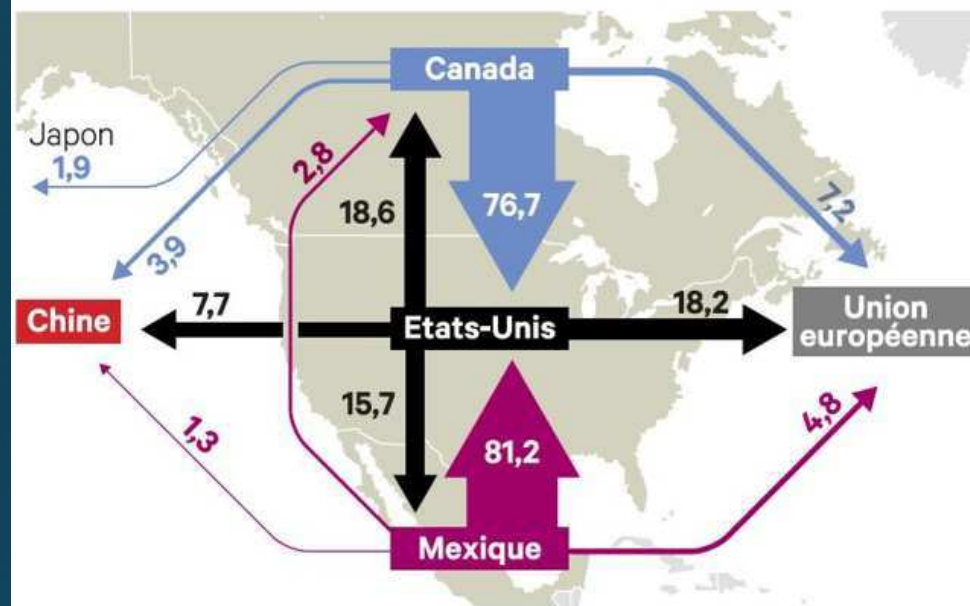 Canada
Japon
1,9
2,8
3,9
18,6
76,7
7,2
Chine
7,7
Etats-Unis
18,2
Union
européenne
15,7
1,3
81,2
4,8
Mexique